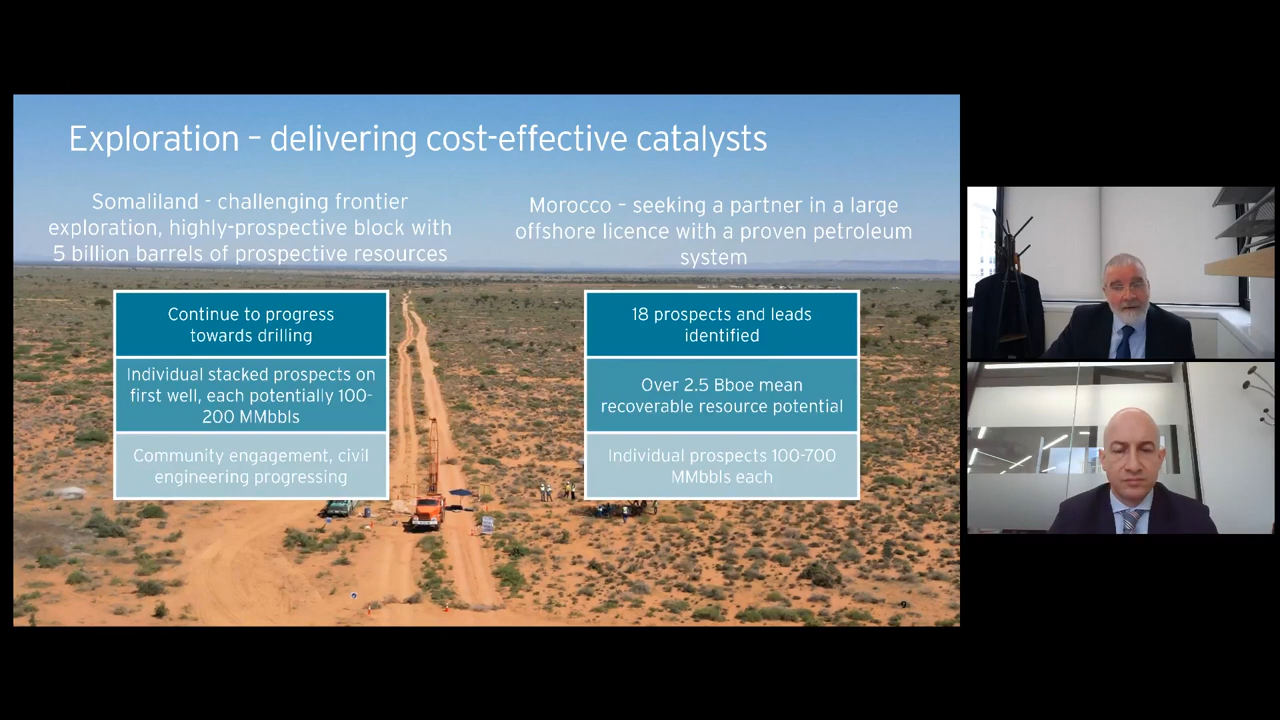 Exploration – delivering cost-effective catalysts
Somaliland - challenging frontier
exploration, highly-prospective block with
5 billion barrels of prospective resources
Continue to progress
towards drilling
Individual stacked prospects on
first well, each potentially 100-
200 MMbbls
Community engagement, civil
engineering progressing
Morocco – seeking a partner in a large
offshore licence with a proven petroleum
system
18 prospects and leads
identified
Over 2.5 Bboe mean
recoverable resource potential
Individual prospects 100-700
MMbbls each